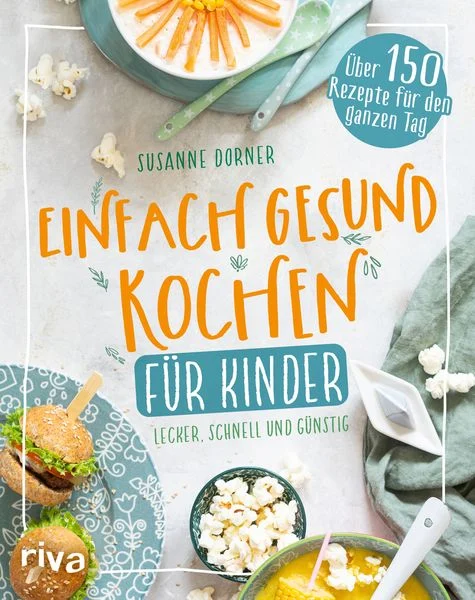 Über 150
Rezepte für den
ganzen Tag
SUSANNE DORNER
EINFACH GESUND
KOCHEN
FÜR KINDER
LECKER, SCHNELL UND GÜNSTIG
riva